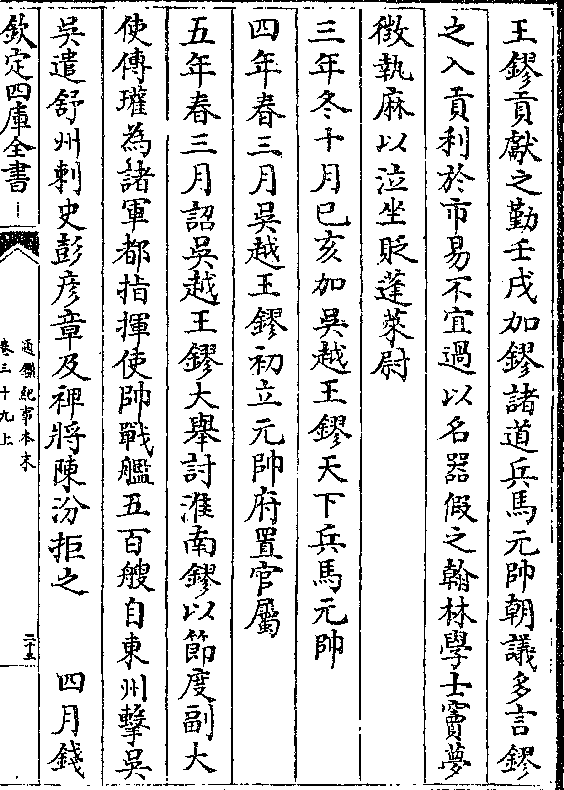 王鏐貢獻之勤壬戌加鏐諸道兵馬元帥朝議多言鏐
之入貢利於市易不宜過以名器假之翰林學士竇夢
徴執麻以泣坐貶蓬萊尉
三年冬十月己亥加吳越王鏐天下兵馬元帥
四年春三月吳越王鏐初立元帥府置官屬
五年春三月詔吳越王鏐大舉討淮南鏐以節度副大
使傳瓘為諸軍都指揮使帥戰艦五百艘自東州擊吳
吳遣舒州刺史彭彦章及裨將陳汾拒之　四月錢
欽定四庫全書
通鑑紀事本末
卷三十九上
二十五